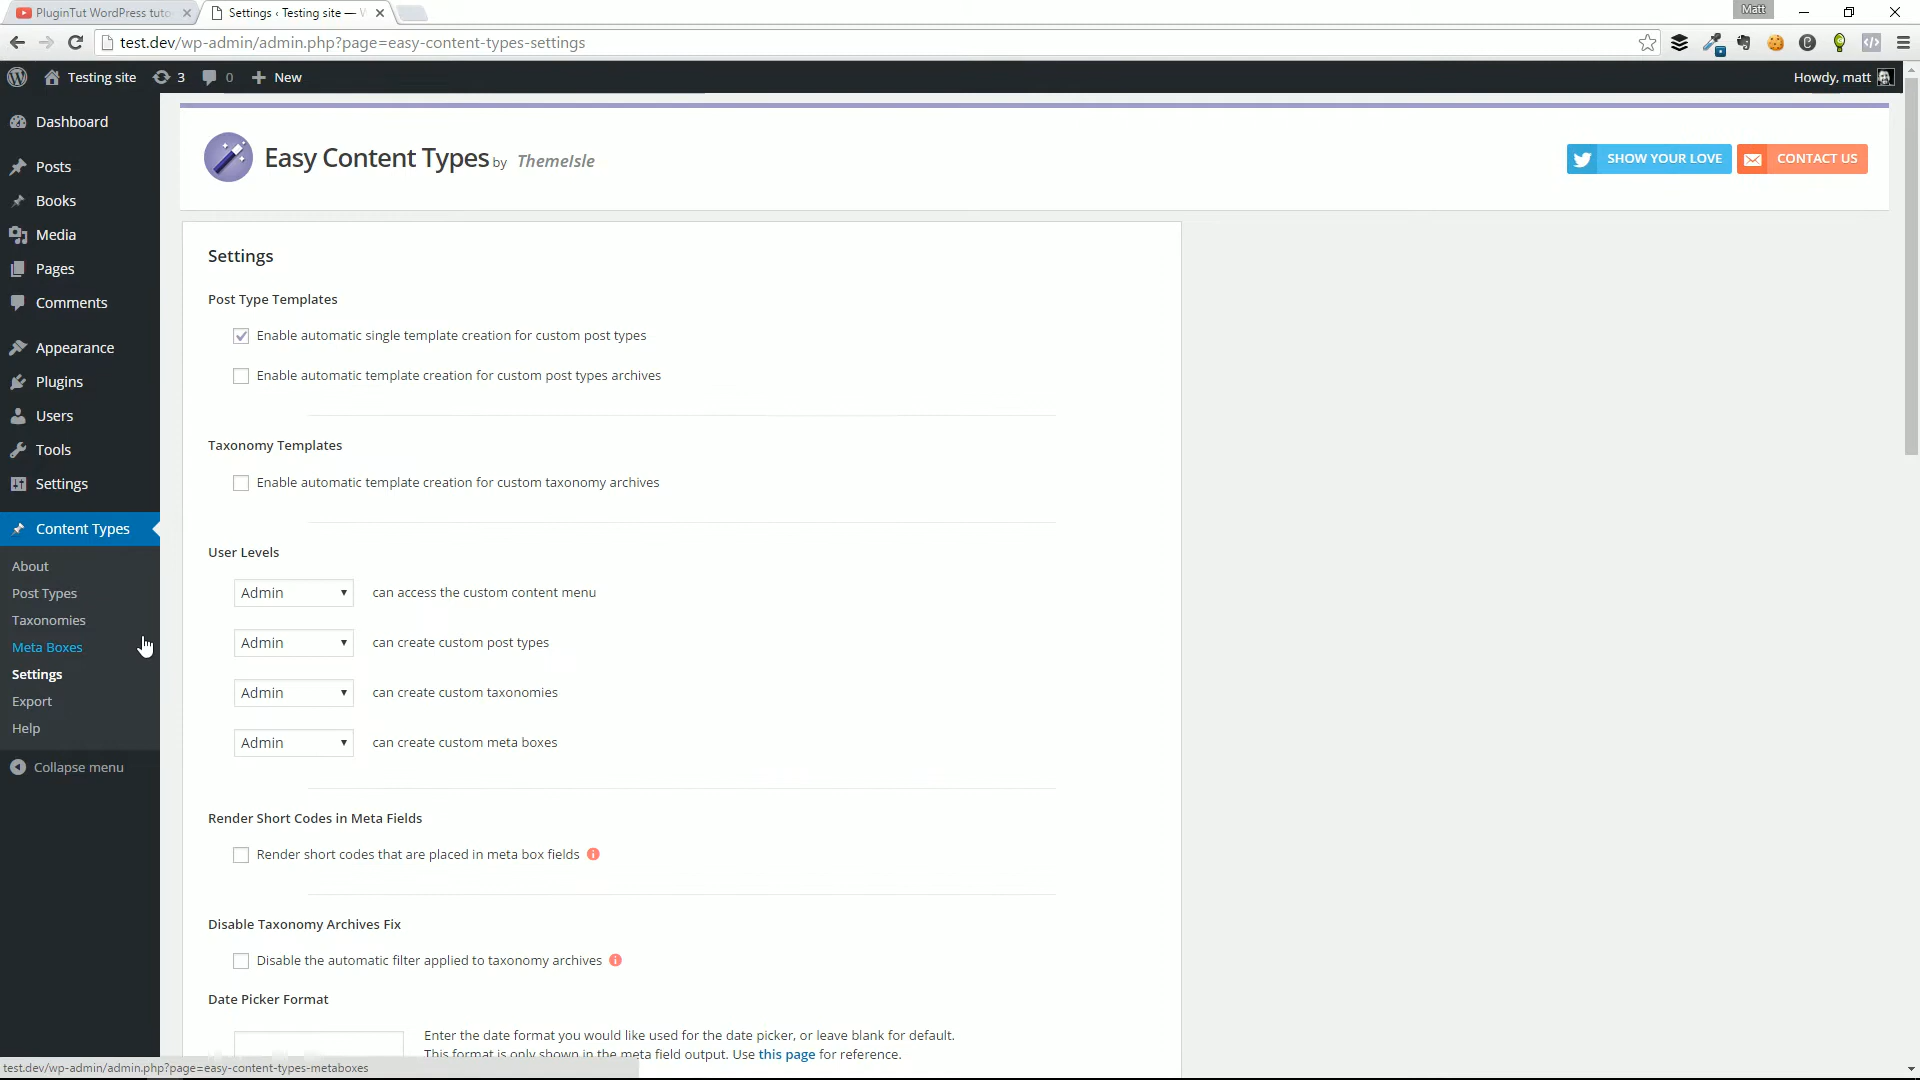 PluginTut WordPress tuto
Settings ‹ Testing site —
Matt
test.dev/wp-admin/admin.php?page=easy-content-types-settings
Testing site
3
0
New
Howdy, matt
Dashboard
Posts
Books
Media
Pages
Comments
Appearance
Plugins
Users
Tools
Settings
Content Types
About
Post Types
Taxonomies
Meta Boxes
Settings
Export
Help
Collapse menu
Easy Content Types by ThemeIsle
SHOW YOUR LOVE
CONTACT US
Settings
Post Type Templates
Enable automatic single template creation for custom post types
Enable automatic template creation for custom post types archives
Taxonomy Templates
Enable automatic template creation for custom taxonomy archives
User Levels
Admin can access the custom content menu
Admin can create custom post types
Admin can create custom taxonomies
Admin can create custom meta boxes
Render Short Codes in Meta Fields
Render short codes that are placed in meta box fields
Disable Taxonomy Archives Fix
Disable the automatic filter applied to taxonomy archives
Date Picker Format
Enter the date format you would like used for the date picker, or leave blank for default.
This format is only shown in the meta field output. Use this page for reference.
test.dev/wp-admin/admin.php?page=easy-content-types-metaboxes